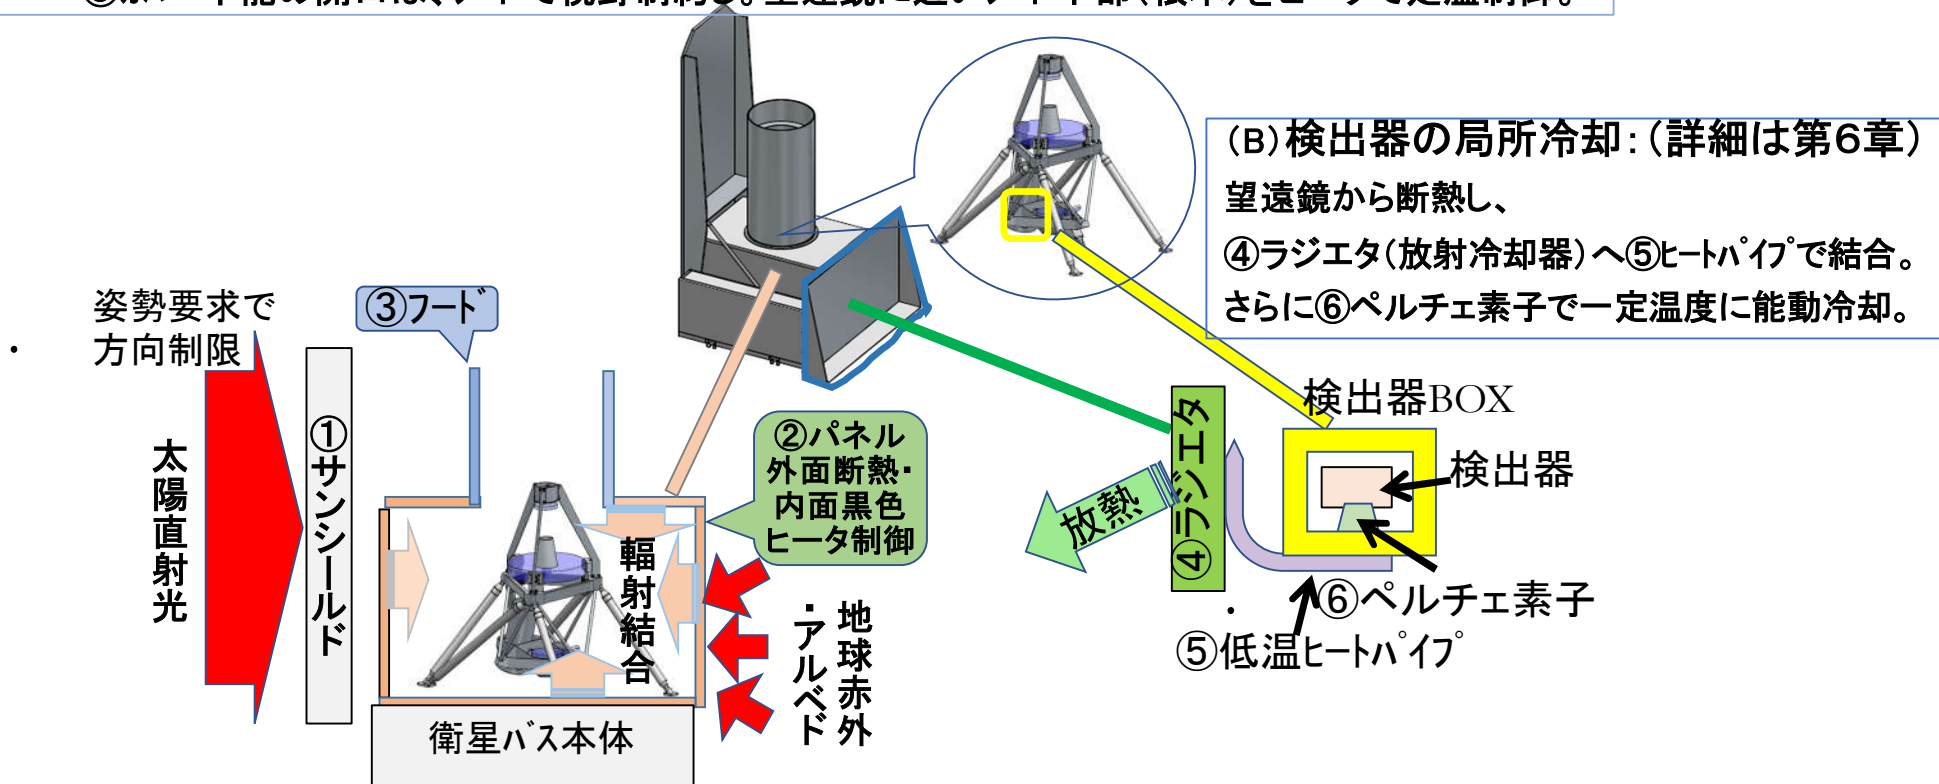 (B)検出器の局所冷却:(詳細は第6章)
望遠鏡から断熱し、
④ラジエタ(放射冷却器)へ⑤ﾋｰﾄﾊﾟｲﾌﾟで結合。
さらに⑥ペルチェ素子で一定温度に能動冷却。
姿勢要求で
・ 方向制限
③フード
太陽直射光
①サンシールド
②パネル
外面断熱・
内面黒色
ヒータ制御
輻射結合
地球赤外
・アルベド
衛星ﾊﾞｽ本体
放熱
④ラジエタ
検出器BOX
検出器
⑥ペルチェ素子
・
⑤低温ﾋｰﾄﾊﾟｲﾌﾟ